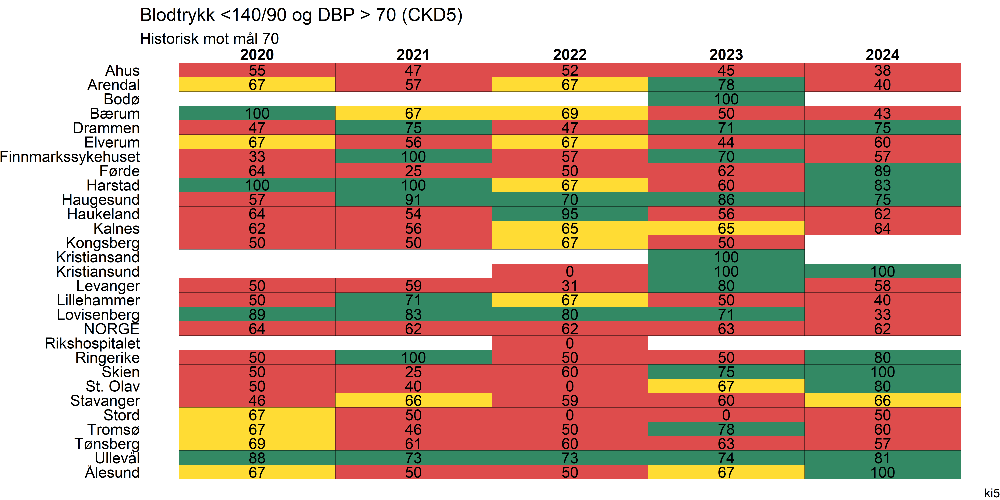 Blodtrykk <140/90 og DBP > 70 (CKD5)
Historisk mot mål 70
2020 2021 2022 2023 2024
Ahus 55 47 52 45 38
Arendal 67 57 67 78 40
Bodø 100
Bærum 100 67 69 50 43
Drammen 47 75 47 71 75
Elverum 67 56 67 44 60
Finnmarkssykehuset 33 100 57 70 57
Førde 64 25 50 62 89
Harstad 100 100 67 60 83
Haugesund 57 91 70 86 75
Haukeland 64 54 95 56 62
Kalnes 62 56 65 65 64
Kongsberg 50 50 67 50
Kristiansand 100
Kristiansund 0 100 100
Levanger 50 59 31 80 58
Lillehammer 50 71 67 50 40
Lovisenberg 89 83 80 71 33
NORGE 64 62 62 63 62
Rikshospitalet 0
Ringerike 50 100 50 50 80
Skien 50 25 60 75 100
St. Olav 50 40 0 67 80
Stavanger 46 66 59 60 66
Stord 67 50 0 0 50
Tromsø 67 46 50 78 60
Tønsberg 69 61 60 63 57
Ullevål 88 73 73 74 81
Ålesund 67 50 50 67 100
ki5